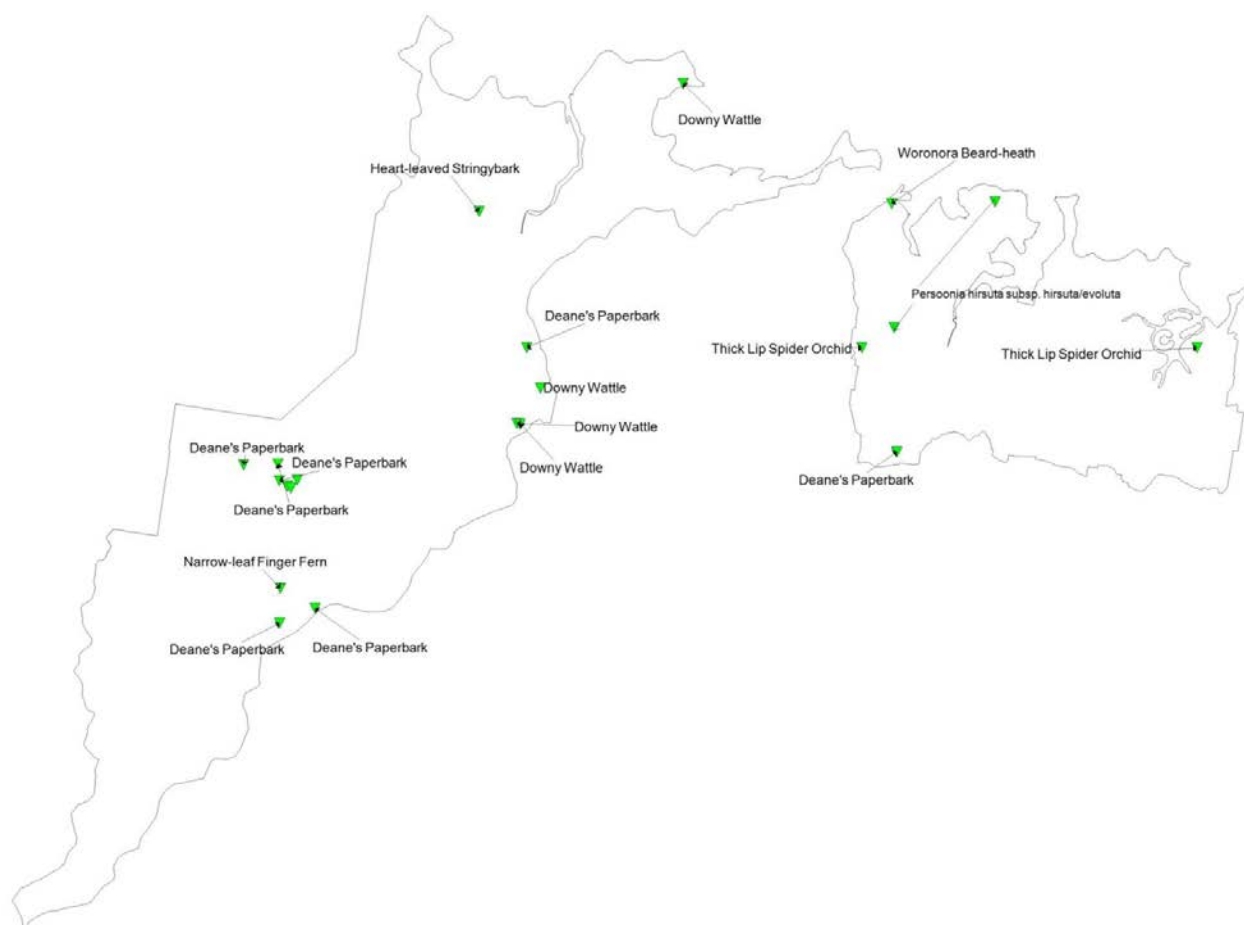 Downy Wattle
Woronora Beard-heath
Heart-leaved Stringybark
Persoonia hirsuta subsp. hirsuta/evoluta
Deane's Paperbark
Thick Lip Spider Orchid
Thick Lip Spider Orchid
Downy Wattle
Downy Wattle
Deane's Paperbark
Deane's Paperbark
Downy Wattle
Deane's Paperbark
Deane's Paperbark
Narrow-leaf Finger Fern
Deane's Paperbark
Deane's Paperbark